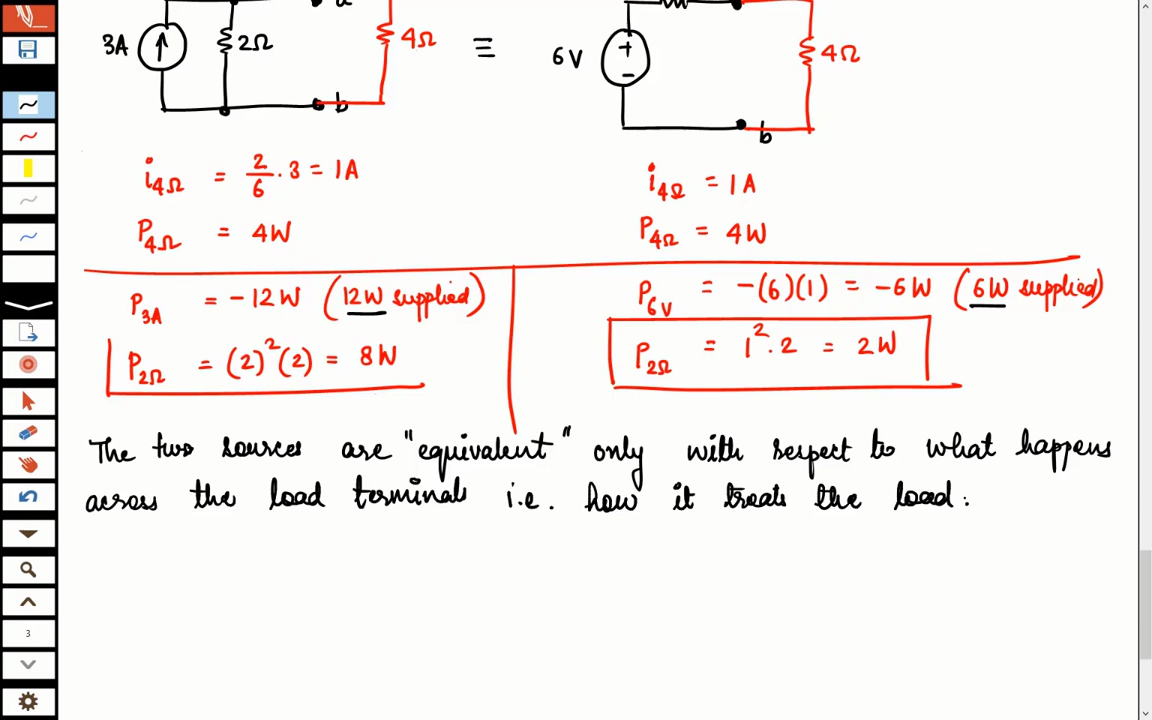 a
3A 2Ω 4Ω ≡ 6V 4Ω
b b
i4Ω = 2/6 · 3 = 1A
P4Ω = 4W
i4Ω = 1A
P4Ω = 4W
P3A = -12W (12W supplied)
P2Ω = (2)²(2) = 8W
P6V = -(6)(1) = -6W (6W supplied)
P2Ω = 1² · 2 = 2W
The two sources are "equivalent" only with respect to what happens
across the load terminals i.e. how it treats the load.
3